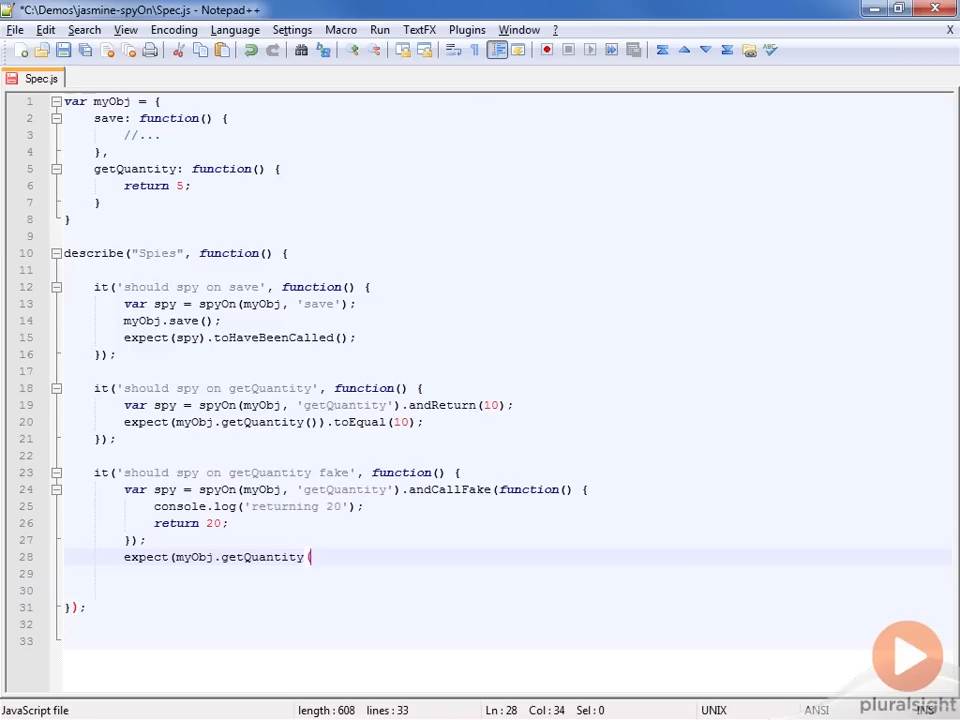 *C:\Demos\jasmine-spyOn\Spec.js - Notepad++
File Edit Search View Encoding Language Settings Macro Run TextFX Plugins Window ? X
Spec.js
1 var myObj = {
2 save: function() {
3 //...
4 },
5 getQuantity: function() {
6 return 5;
7 }
8 }
9
10 describe("Spies", function() {
11
12 it('should spy on save', function() {
13 var spy = spyOn(myObj, 'save');
14 myObj.save();
15 expect(spy).toHaveBeenCalled();
16 });
17
18 it('should spy on getQuantity', function() {
19 var spy = spyOn(myObj, 'getQuantity').andReturn(10);
20 expect(myObj.getQuantity()).toEqual(10);
21 });
22
23 it('should spy on getQuantity fake', function() {
24 var spy = spyOn(myObj, 'getQuantity').andCallFake(function() {
25 console.log('returning 20');
26 return 20;
27 });
28 expect(myObj.getQuantity(
29
30
31 });
32
33
JavaScript file length : 608 lines : 33 Ln : 28 Col : 34 Sel : 0 UNIX ANSI INS
pluralsight